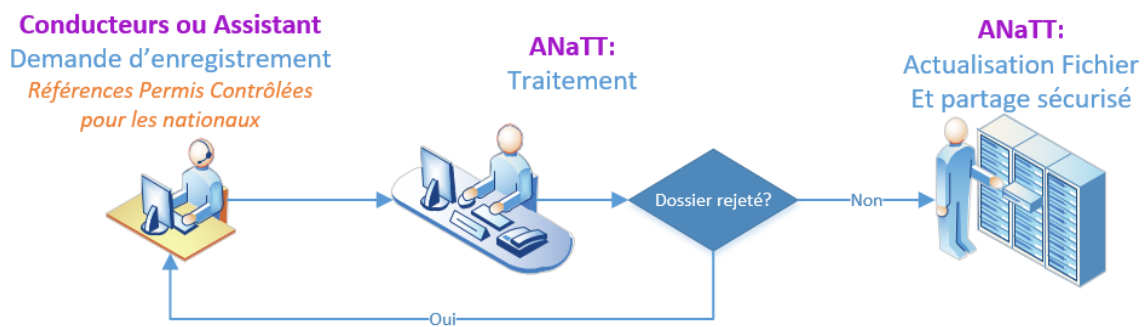 Conducteurs ou Assistant
Demande d'enregistrement
Références Permis Contrôlées
pour les nationaux
ANaTT:
Traitement
Dossier rejeté?
Non
Oui
ANaTT:
Actualisation Fichier
Et partage sécurisé